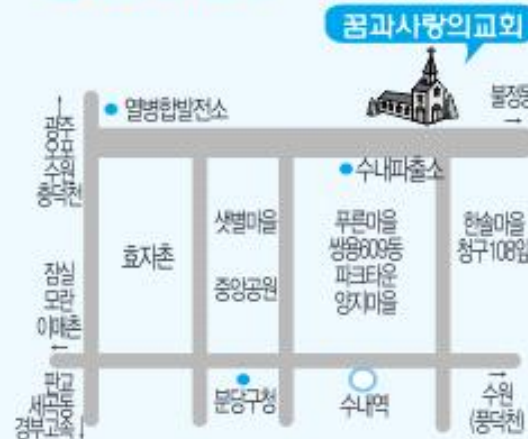 꿈과사랑의교회
불정동
→
열병합발전소
↑
광주
오포
수원
충덕천
수내파출소
샛별마을
중앙공원
효자촌
푸른마을
쌍용609동
파크타운
양지마을
한솔마을
청구108앞
잠실
모란
이매촌
←
판교
세곡동
경부고속↓
분당구청
수내역
→
수원
(풍덕천)